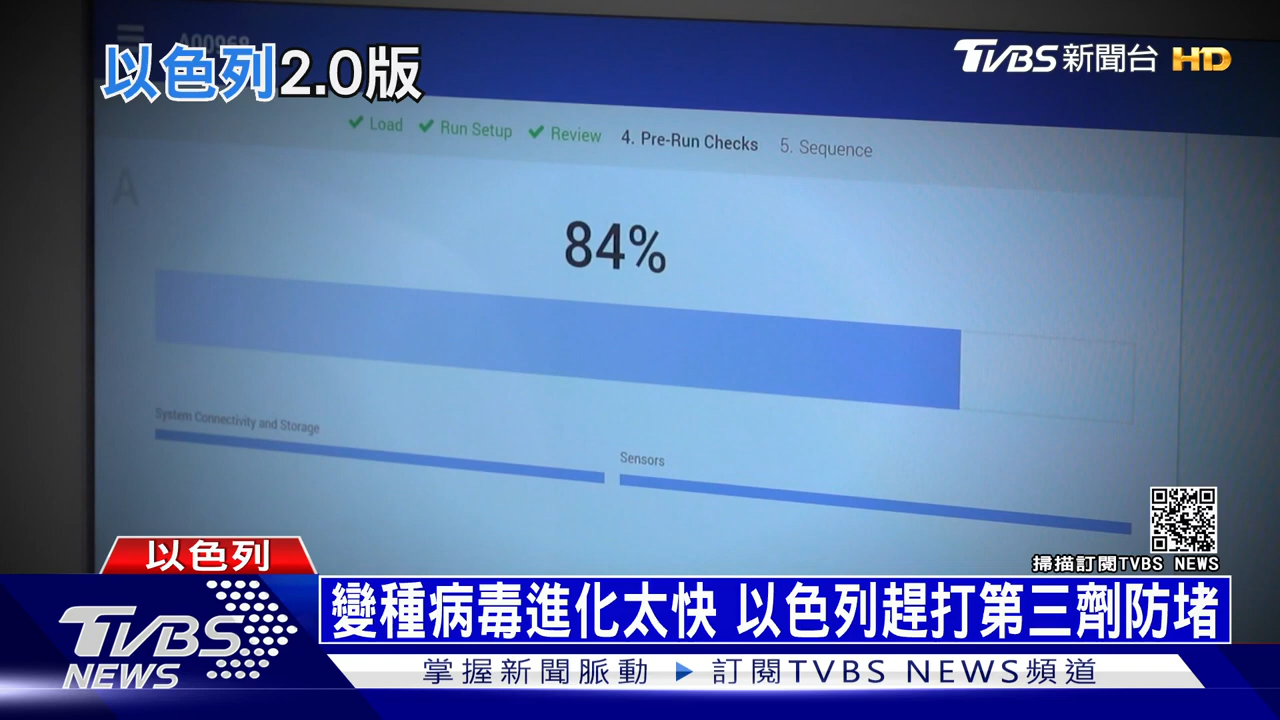 以色列2.0版
TVBS新聞台 HD
Load Run Setup Review 4. Pre-Run Checks 5. Sequence
A
84%
System Connectivity and Storage
Sensors
掃描訂閱TVBS NEWS
以色列
變種病毒進化太快 以色列趕打第三劑防堵
TVBS NEWS
掌握新聞脈動 ▶ 訂閱TVBS NEWS頻道